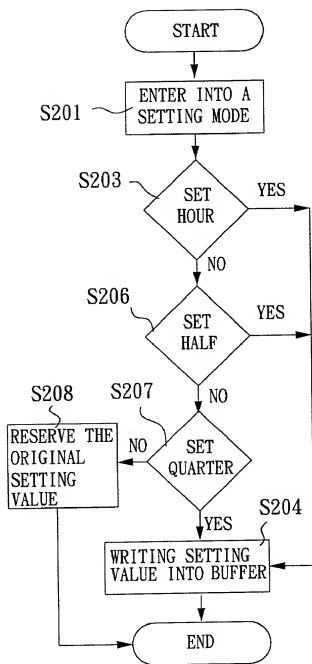 START
S201
ENTER INTO A
SETTING MODE
S203
SET
HOUR
YES
NO
S206
SET
HALF
YES
NO
S207
SET
QUARTER
NO
YES
S208
RESERVE THE
ORIGINAL
SETTING
VALUE
S204
WRITING SETTING
VALUE INTO BUFFER
END